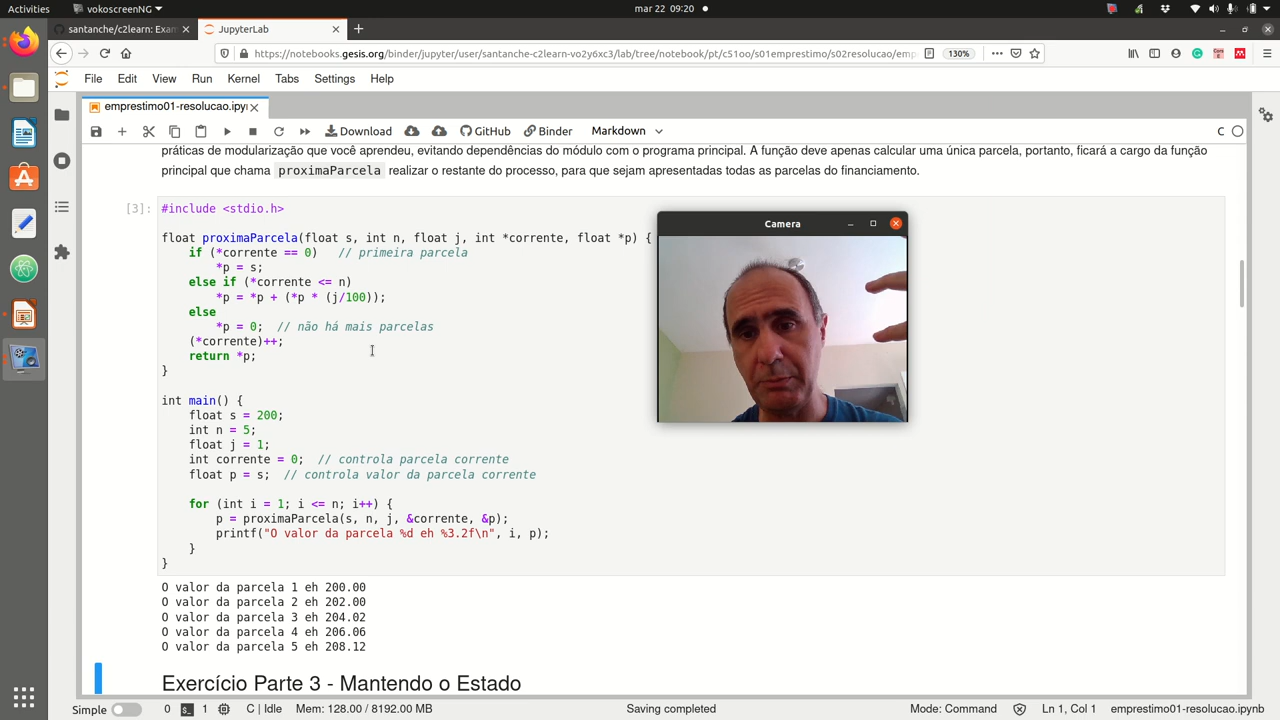 Activities
vokoscreenNG
mar 22 09:20
santanche/c2learn: Exam
JupyterLab
https://notebooks.gesis.org/binder/jupyter/user/santanche-c2learn-vo2y6xc3/lab/tree/notebook/pt/c51oo/s01emprestimo/s02resolucao/emp
130%
File Edit View Run Kernel Tabs Settings Help
emprestimo01-resolucao.ipyn
Download GitHub Binder Markdown C
práticas de modularização que você aprendeu, evitando dependências do módulo com o programa principal. A função deve apenas calcular uma única parcela, portanto, ficará a cargo da função
principal que chama proximaParcela realizar o restante do processo, para que sejam apresentadas todas as parcelas do financiamento.
[3]: #include <stdio.h>
float proximaParcela(float s, int n, float j, int *corrente, float *p) {
if (*corrente == 0) // primeira parcela
*p = s;
else if (*corrente <= n)
*p = *p + (*p * (j/100));
else
*p = 0; // não há mais parcelas
(*corrente)++;
return *p;
}
int main() {
float s = 200;
int n = 5;
float j = 1;
int corrente = 0; // controla parcela corrente
float p = s; // controla valor da parcela corrente
for (int i = 1; i <= n; i++) {
p = proximaParcela(s, n, j, &corrente, &p);
printf("O valor da parcela %d eh %3.2f\n", i, p);
}
}
O valor da parcela 1 eh 200.00
O valor da parcela 2 eh 202.00
O valor da parcela 3 eh 204.02
O valor da parcela 4 eh 206.06
O valor da parcela 5 eh 208.12
Exercício Parte 3 - Mantendo o Estado
Camera
Simple 0 1 C | Idle Mem: 128.00 / 8192.00 MB Saving completed Mode: Command Ln 1, Col 1 emprestimo01-resolucao.ipynb